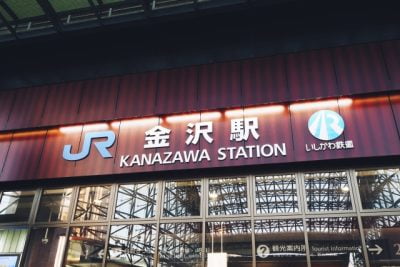 JR 金沢駅
KANAZAWA STATION
いしかわ鉄道
? 観光案内所 Tourist Information →